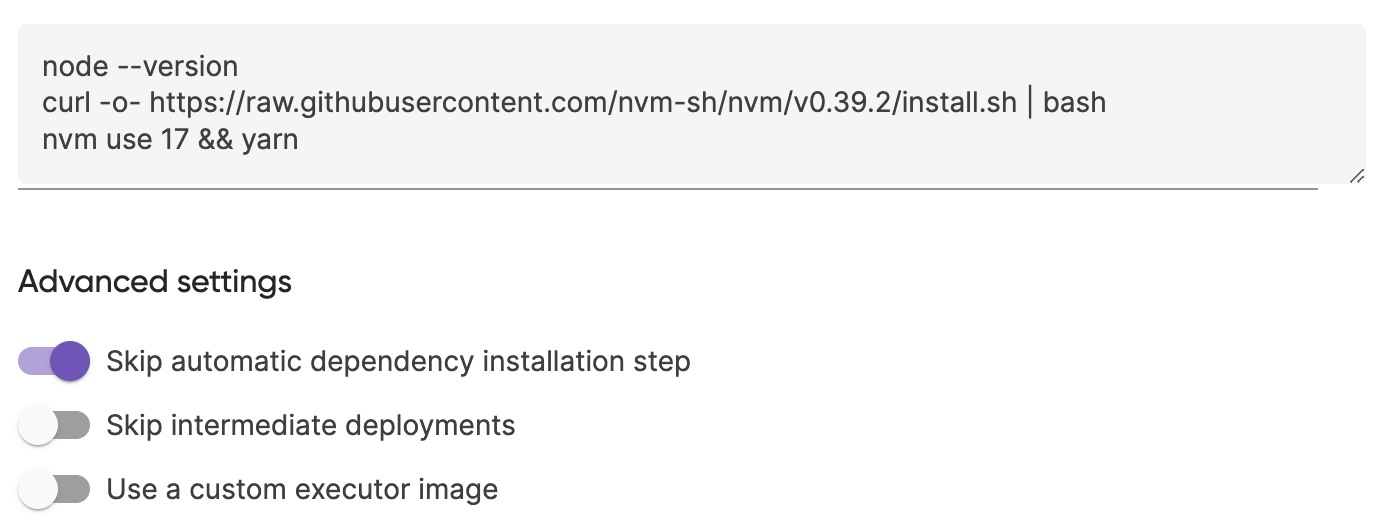 node --version
curl -o- https://raw.githubusercontent.com/nvm-sh/nvm/v0.39.2/install.sh | bash
nvm use 17 && yarn
Advanced settings
Skip automatic dependency installation step
Skip intermediate deployments
Use a custom executor image